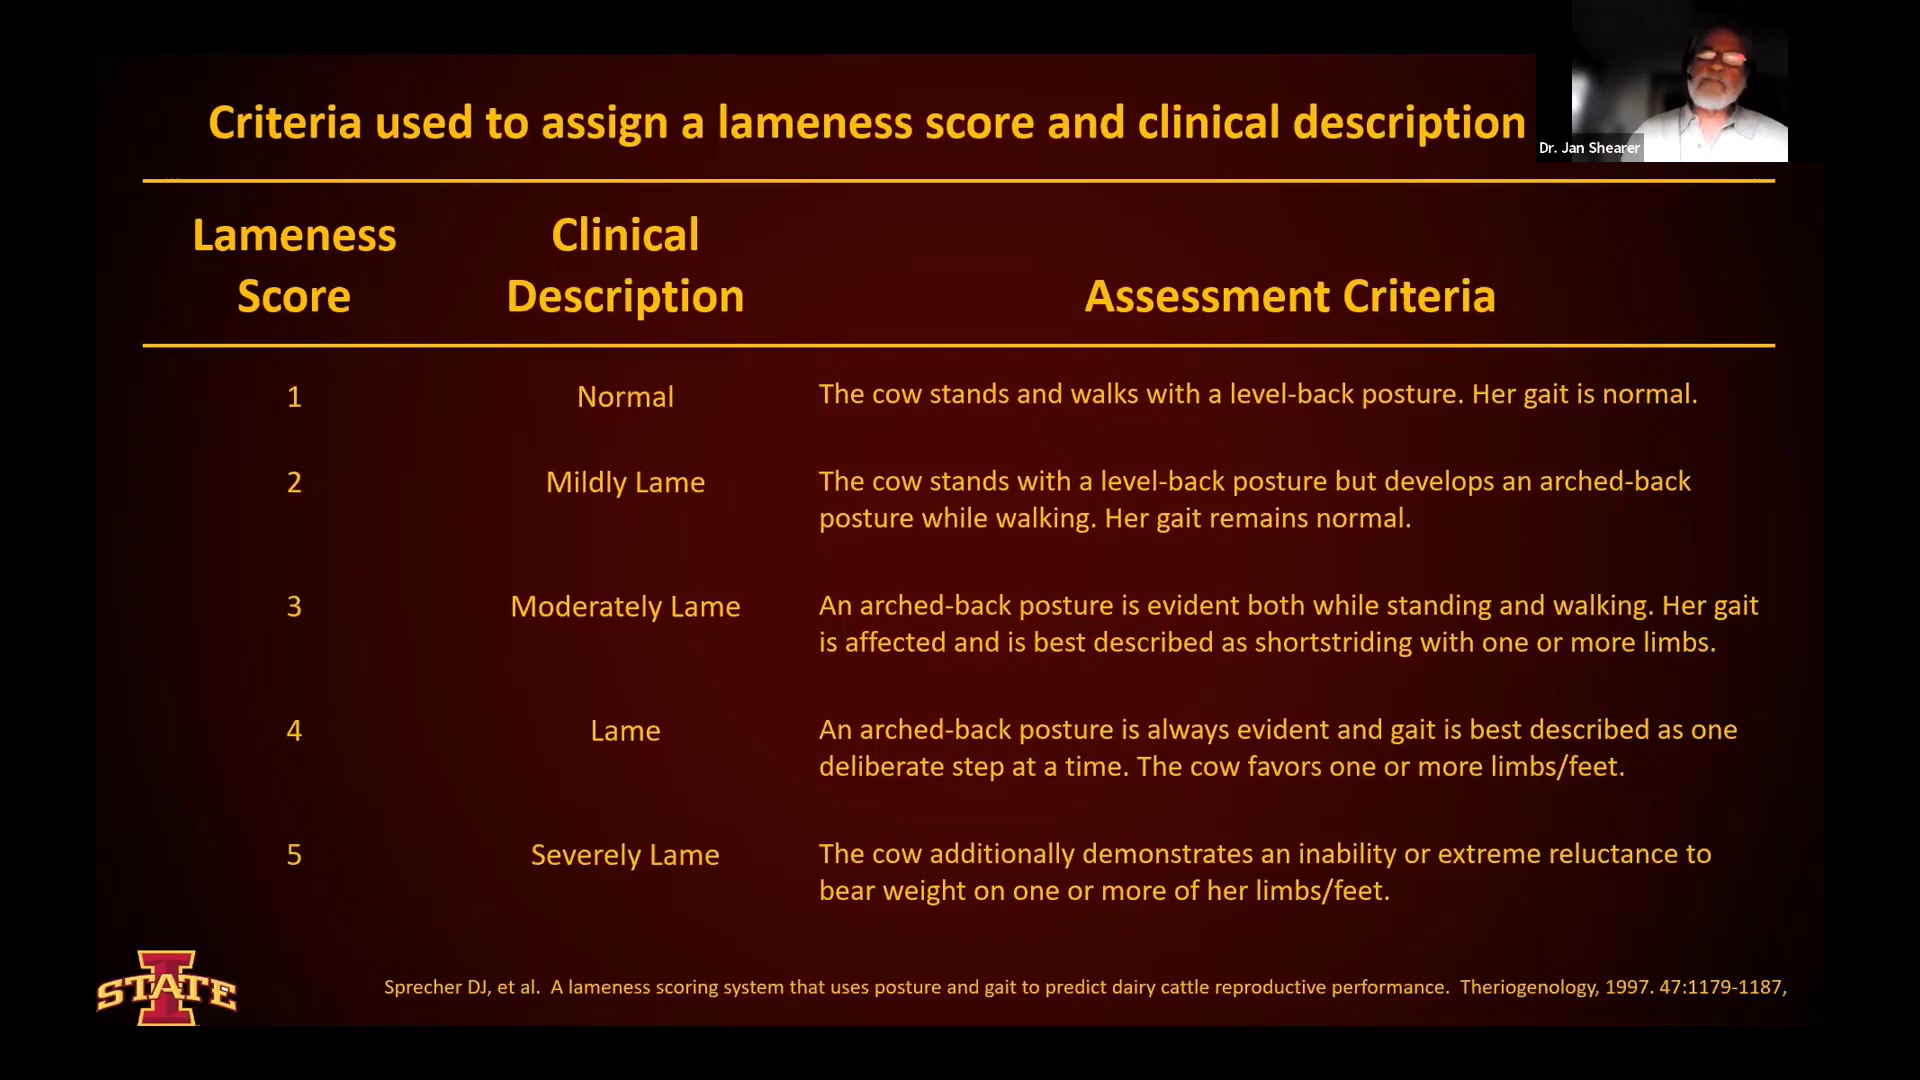 Criteria used to assign a lameness score and clinical description
Dr. Jan Shearer
Lameness
Score
Clinical
Description
Assessment Criteria
1
Normal
The cow stands and walks with a level-back posture. Her gait is normal.
2
Mildly Lame
The cow stands with a level-back posture but develops an arched-back
posture while walking. Her gait remains normal.
3
Moderately Lame
An arched-back posture is evident both while standing and walking. Her gait
is affected and is best described as shortstriding with one or more limbs.
4
Lame
An arched-back posture is always evident and gait is best described as one
deliberate step at a time. The cow favors one or more limbs/feet.
5
Severely Lame
The cow additionally demonstrates an inability or extreme reluctance to
bear weight on one or more of her limbs/feet.
I
STATE
Sprecher DJ, et al. A lameness scoring system that uses posture and gait to predict dairy cattle reproductive performance. Theriogenology, 1997. 47:1179-1187,